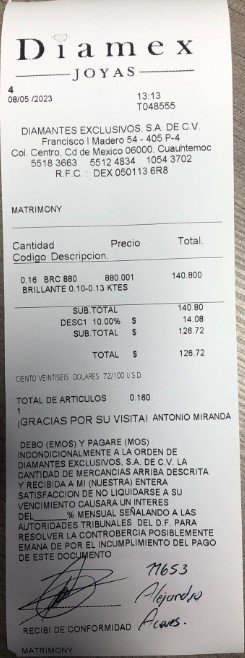 Diamex
JOYAS
4
08/05 /2023 13:13
T048555
DIAMANTES EXCLUSIVOS, S.A. DE C.V.
Francisco I Madero 54 - 405 P-4
Col. Centro, Cd de Mexico 06000, Cuauhtemoc
5518 3663 5512 4834 1054 3702
R.F.C. : DEX 050113 6R8
MATRIMONY
Cantidad Precio Total.
Codigo Descripcion.
0.16 BRC 880 880.001 140.800
BRILLANTE 0.10-0.13 KTES
SUB.TOTAL 140.80
DESC1 10.00% $ 14.08
SUB.TOTAL $ 126.72
TOTAL $ 126.72
CIENTO VEINTISEIS DOLARES 72/100 U.S.D.
TOTAL DE ARTICULOS 0.160
1
¡GRACIAS POR SU VISITA! ANTONIO MIRANDA
DEBO (EMOS) Y PAGARE (MOS)
INCONDICIONALMENTE A LA ORDEN DE
DIAMANTES EXCLUSIVOS, S.A. DE C.V. LA
CANTIDAD DE MERCANCIAS ARRIBA DESCRITA
Y RECIBIDA A MI (NUESTRA) ENTERA
SATISFACCION DE NO LIQUIDARSE A SU
VENCIMIENTO CAUSARA UN INTERES
DEL______% MENSUAL SEÑALANDO A LAS
AUTORIDADES TRIBUNALES DEL D.F. PARA
RESOLVER LA CONTROBERCIA POSIBLEMENTE
EMANA DE POR EL INCUMPLIMIENTO DEL PAGO
DE ESTE DOCUMENTO
Alejandra
RECIBI DE CONFORMIDAD
MATRIMONY